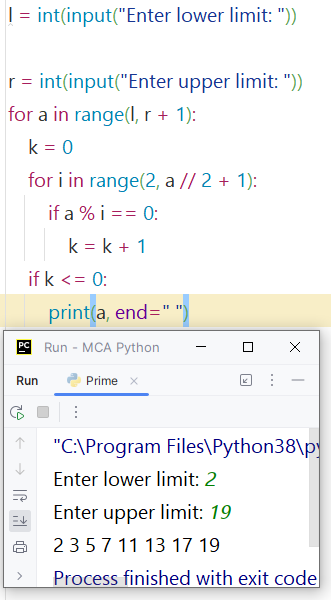 l = int(input("Enter lower limit: "))
r = int(input("Enter upper limit: "))
for a in range(l, r + 1):
k = 0
for i in range(2, a // 2 + 1):
if a % i == 0:
k = k + 1
if k <= 0:
print(a, end=" ")
PC Run - MCA Python
Run Prime
"C:\Program Files\Python38\py
Enter lower limit: 2
Enter upper limit: 19
2 3 5 7 11 13 17 19
Process finished with exit code